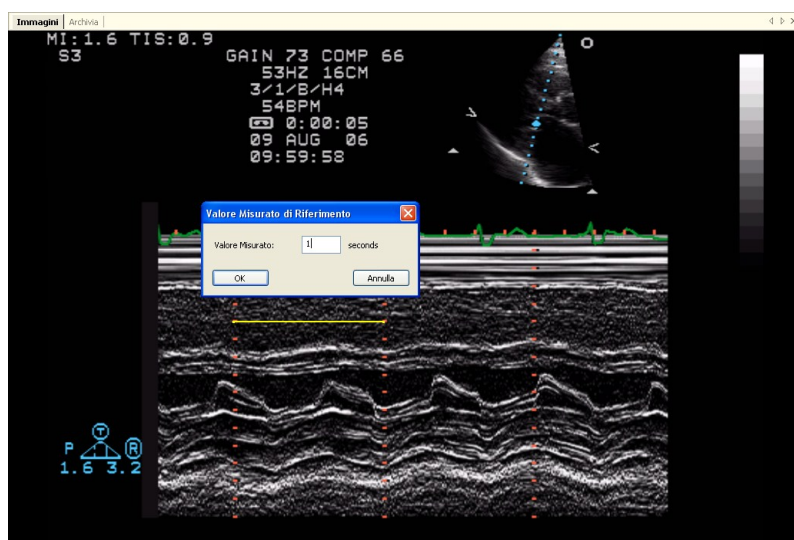 Immagini Archivia
MI:1.6 TIS:0.9
S3
GAIN 73 COMP 66
53HZ 16CM
3/1/B/H4
54BPM
0:00:05
09 AUG 06
09:59:58
Valore Misurato di Riferimento
Valore Misurato: 1 seconds
OK Annulla
T
P R
1.6 3.2